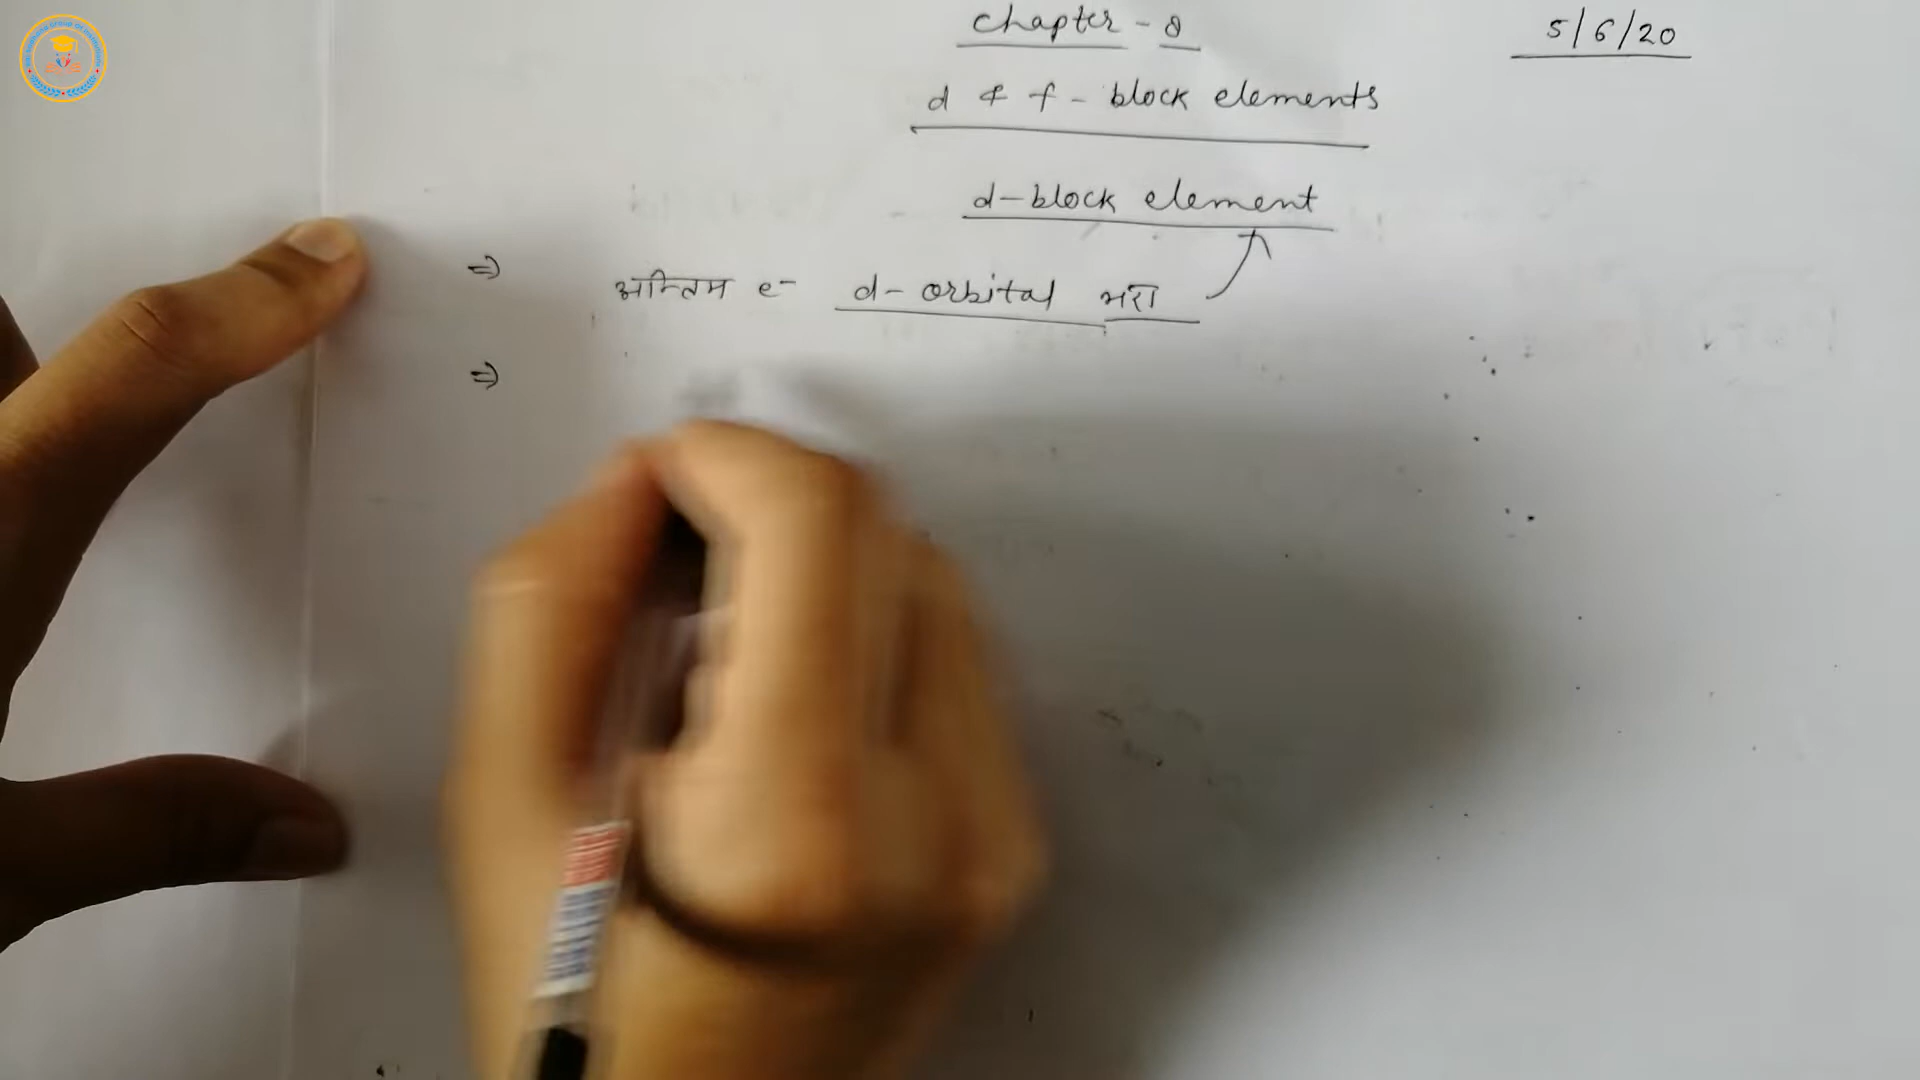 chapter - 8
5/6/20
d & f - block elements
d-block element
⇒ अन्तिम e- d- orbital भरा
⇒